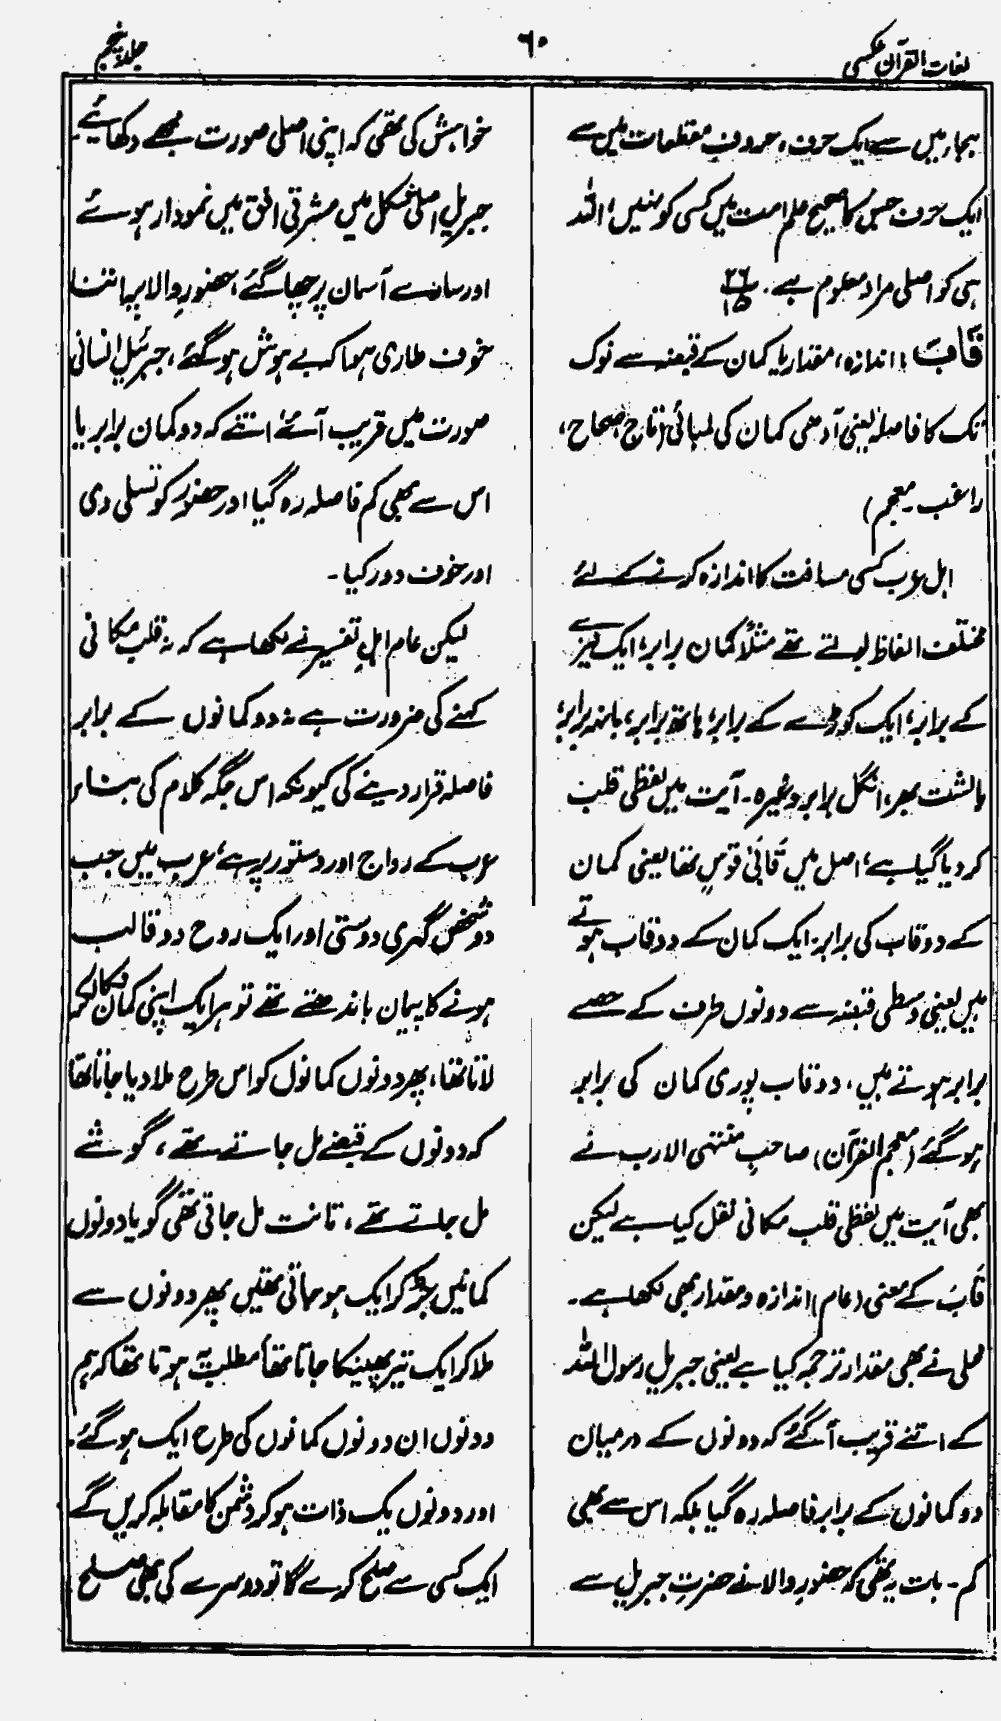 لغات القرآن عکسی
۶۰
جلد پنجم
ہجا، میں سے ایک حرف، حروفِ مقطعات میں سے
ایک حرف جس کا صحیح علم امت میں کسی کو نہیں؛ اللہ
ہی کو اصلی مراد معلوم ہے۔ ۲۶/۱۵
قَابَ : اندازہ، مقدار یا کمان کے قبضہ سے نوک
تک کا فاصلہ یعنی آدھی کمان کی لمبائی (تاج، صحاح،
راغب۔ معجم)
اہل عرب کسی مسافت کا اندازہ کرنے کے لئے
مختلف الفاظ بولتے تھے مثلاً کمان برابر؛ ایک نیزے
کے برابر؛ ایک کوڑے کے برابر؛ ہاتھ برابر؛ بانہہ برابر؛
بالشت بھر، انگل برابر وغیرہ۔ آیت میں لفظی قلب
کر دیا گیا ہے؛ اصل میں قَابَیْ قَوْسٍ تھا یعنی کمان
کے دو قاب کی برابر، ایک کمان کے دو قاب ہوتے
ہیں یعنی وسطی قبضہ سے دونوں طرف کے حصے
برابر ہوتے ہیں، دو قاب پوری کمان کی برابر
ہو گئے (معجم القرآن) صاحبِ منتہی الارب نے
بھی آیت میں لفظی قلب مکانی نقل کیا ہے لیکن
قَابَ کے معنی (عام) اندازہ و مقدار بھی لکھا ہے۔
محلی نے بھی مقدار ترجمہ کیا ہے یعنی جبریل رسول اللہ
کے اتنے قریب آ گئے کہ دونوں کے درمیان
دو کمانوں کے برابر فاصلہ رہ گیا بلکہ اس سے بھی
کم۔ بات یہ تھی کہ حضورِ والا نے حضرتِ جبریل سے
خواہش کی تھی کہ اپنی اصلی صورت مجھے دکھائیے۔
جبریل اصلی شکل میں مشرقی افق میں نمودار ہوئے
اور سارے آسمان پر چھا گئے، حضورِ والا پر اتنا
خوف طاری ہوا کہ بے ہوش ہو گئے، جبرئیل انسانی
صورت میں قریب آئے؛ اتنے کہ دو کمان برابر یا
اس سے بھی کم فاصلہ رہ گیا اور حضور کو تسلی دی
اور خوف دور کیا۔
لیکن عام اہلِ تفسیر نے لکھا ہے کہ نہ قلب مکانی
کہنے کی ضرورت ہے نہ دو کمانوں کے برابر
فاصلہ قرار دینے کی کیونکہ اس جگہ کلام کی بنا
عرب کے رواج اور دستور پر ہے؛ عرب میں جب
دو شخص گہری دوستی اور ایک روح دو قالب
ہونے کا پیمان باندھتے تھے تو ہر ایک اپنی کمان نکال کر
لاتا تھا، پھر دونوں کمانوں کو اس طرح ملا دیا جاتا تھا
کہ دونوں کے قبضے مل جاتے تھے، گوشے
مل جاتے تھے، تانت مل جاتی تھی گویا دونوں
کمانیں جڑ کر ایک ہو جاتی تھیں پھر دونوں سے
ملا کر ایک تیر پھینکا جاتا تھا مطلب یہ ہوتا تھا کہ ہم
دونوں ان دونوں کمانوں کی طرح ایک ہو گئے۔
اور دونوں یک ذات ہو کر دشمن کا مقابلہ کریں گے
ایک کسی سے صلح کرے گا تو دوسرے کی بھی صلح